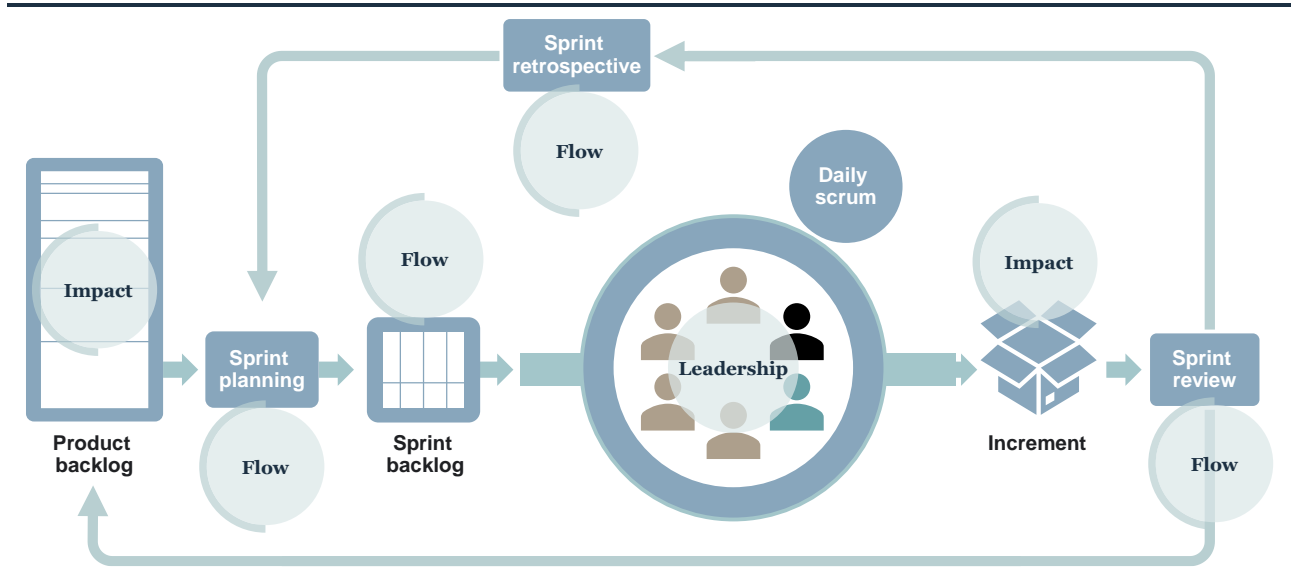 Sprint
retrospective
Flow
Daily
scrum
Flow
Impact
Impact
Sprint
planning
Leadership
Sprint
review
Product
backlog
Flow
Sprint
backlog
Increment
Flow